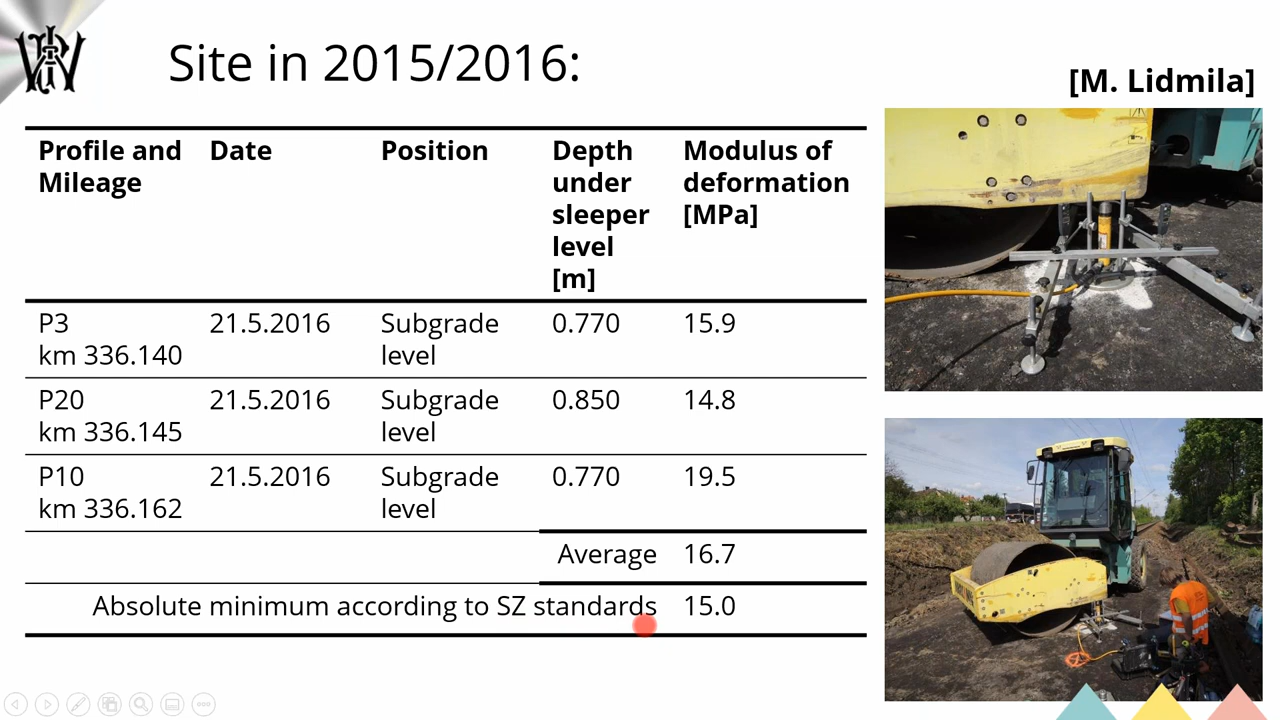 Site in 2015/2016:
[M. Lidmila]
Profile and Mileage
Date
Position
Depth under sleeper level [m]
Modulus of deformation [MPa]
P3
km 336.140
21.5.2016
Subgrade level
0.770
15.9
P20
km 336.145
21.5.2016
Subgrade level
0.850
14.8
P10
km 336.162
21.5.2016
Subgrade level
0.770
19.5
Average 16.7
Absolute minimum according to SZ standards 15.0